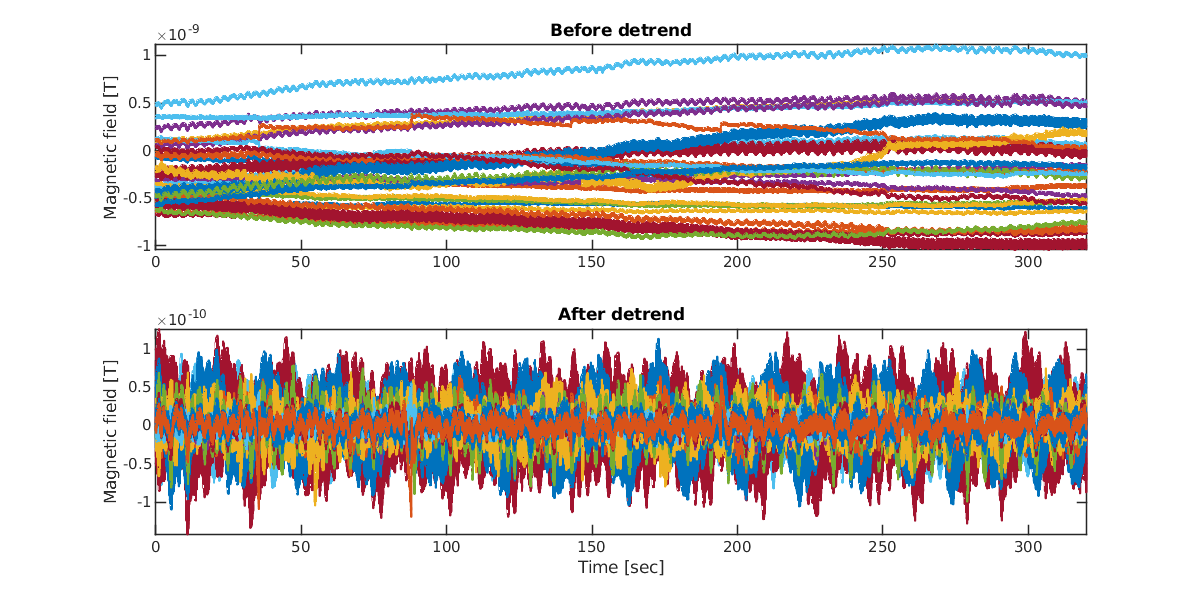 Before detrend
×10-9
Magnetic field [T]
1
0.5
0
-0.5
-1
0 50 100 150 200 250 300
After detrend
×10-10
Magnetic field [T]
1
0.5
0
-0.5
-1
0 50 100 150 200 250 300
Time [sec]